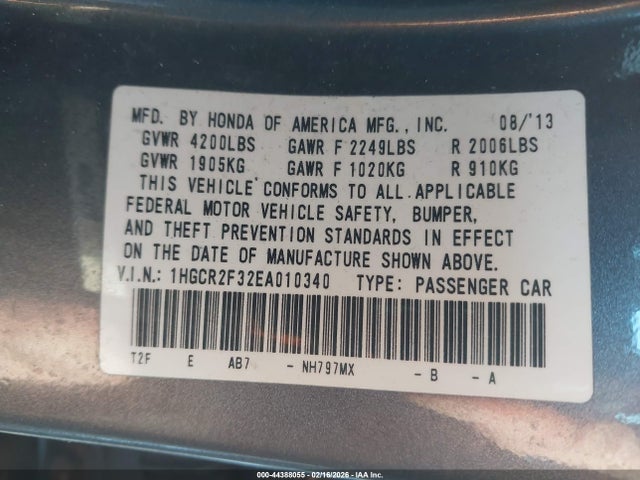 MFD. BY HONDA OF AMERICA MFG., INC. 08/'13
GVWR 4200LBS GAWR F 2249LBS R 2006LBS
GVWR 1905KG GAWR F 1020KG R 910KG
THIS VEHICLE CONFORMS TO ALL APPLICABLE
FEDERAL MOTOR VEHICLE SAFETY, BUMPER,
AND THEFT PREVENTION STANDARDS IN EFFECT
ON THE DATE OF MANUFACTURE SHOWN ABOVE.
V.I.N.: 1HGCR2F32EA010340 TYPE: PASSENGER CAR
T2F E AB7 - NH797MX - B - A
000-44388055 - 02/16/2026 - IAA Inc.